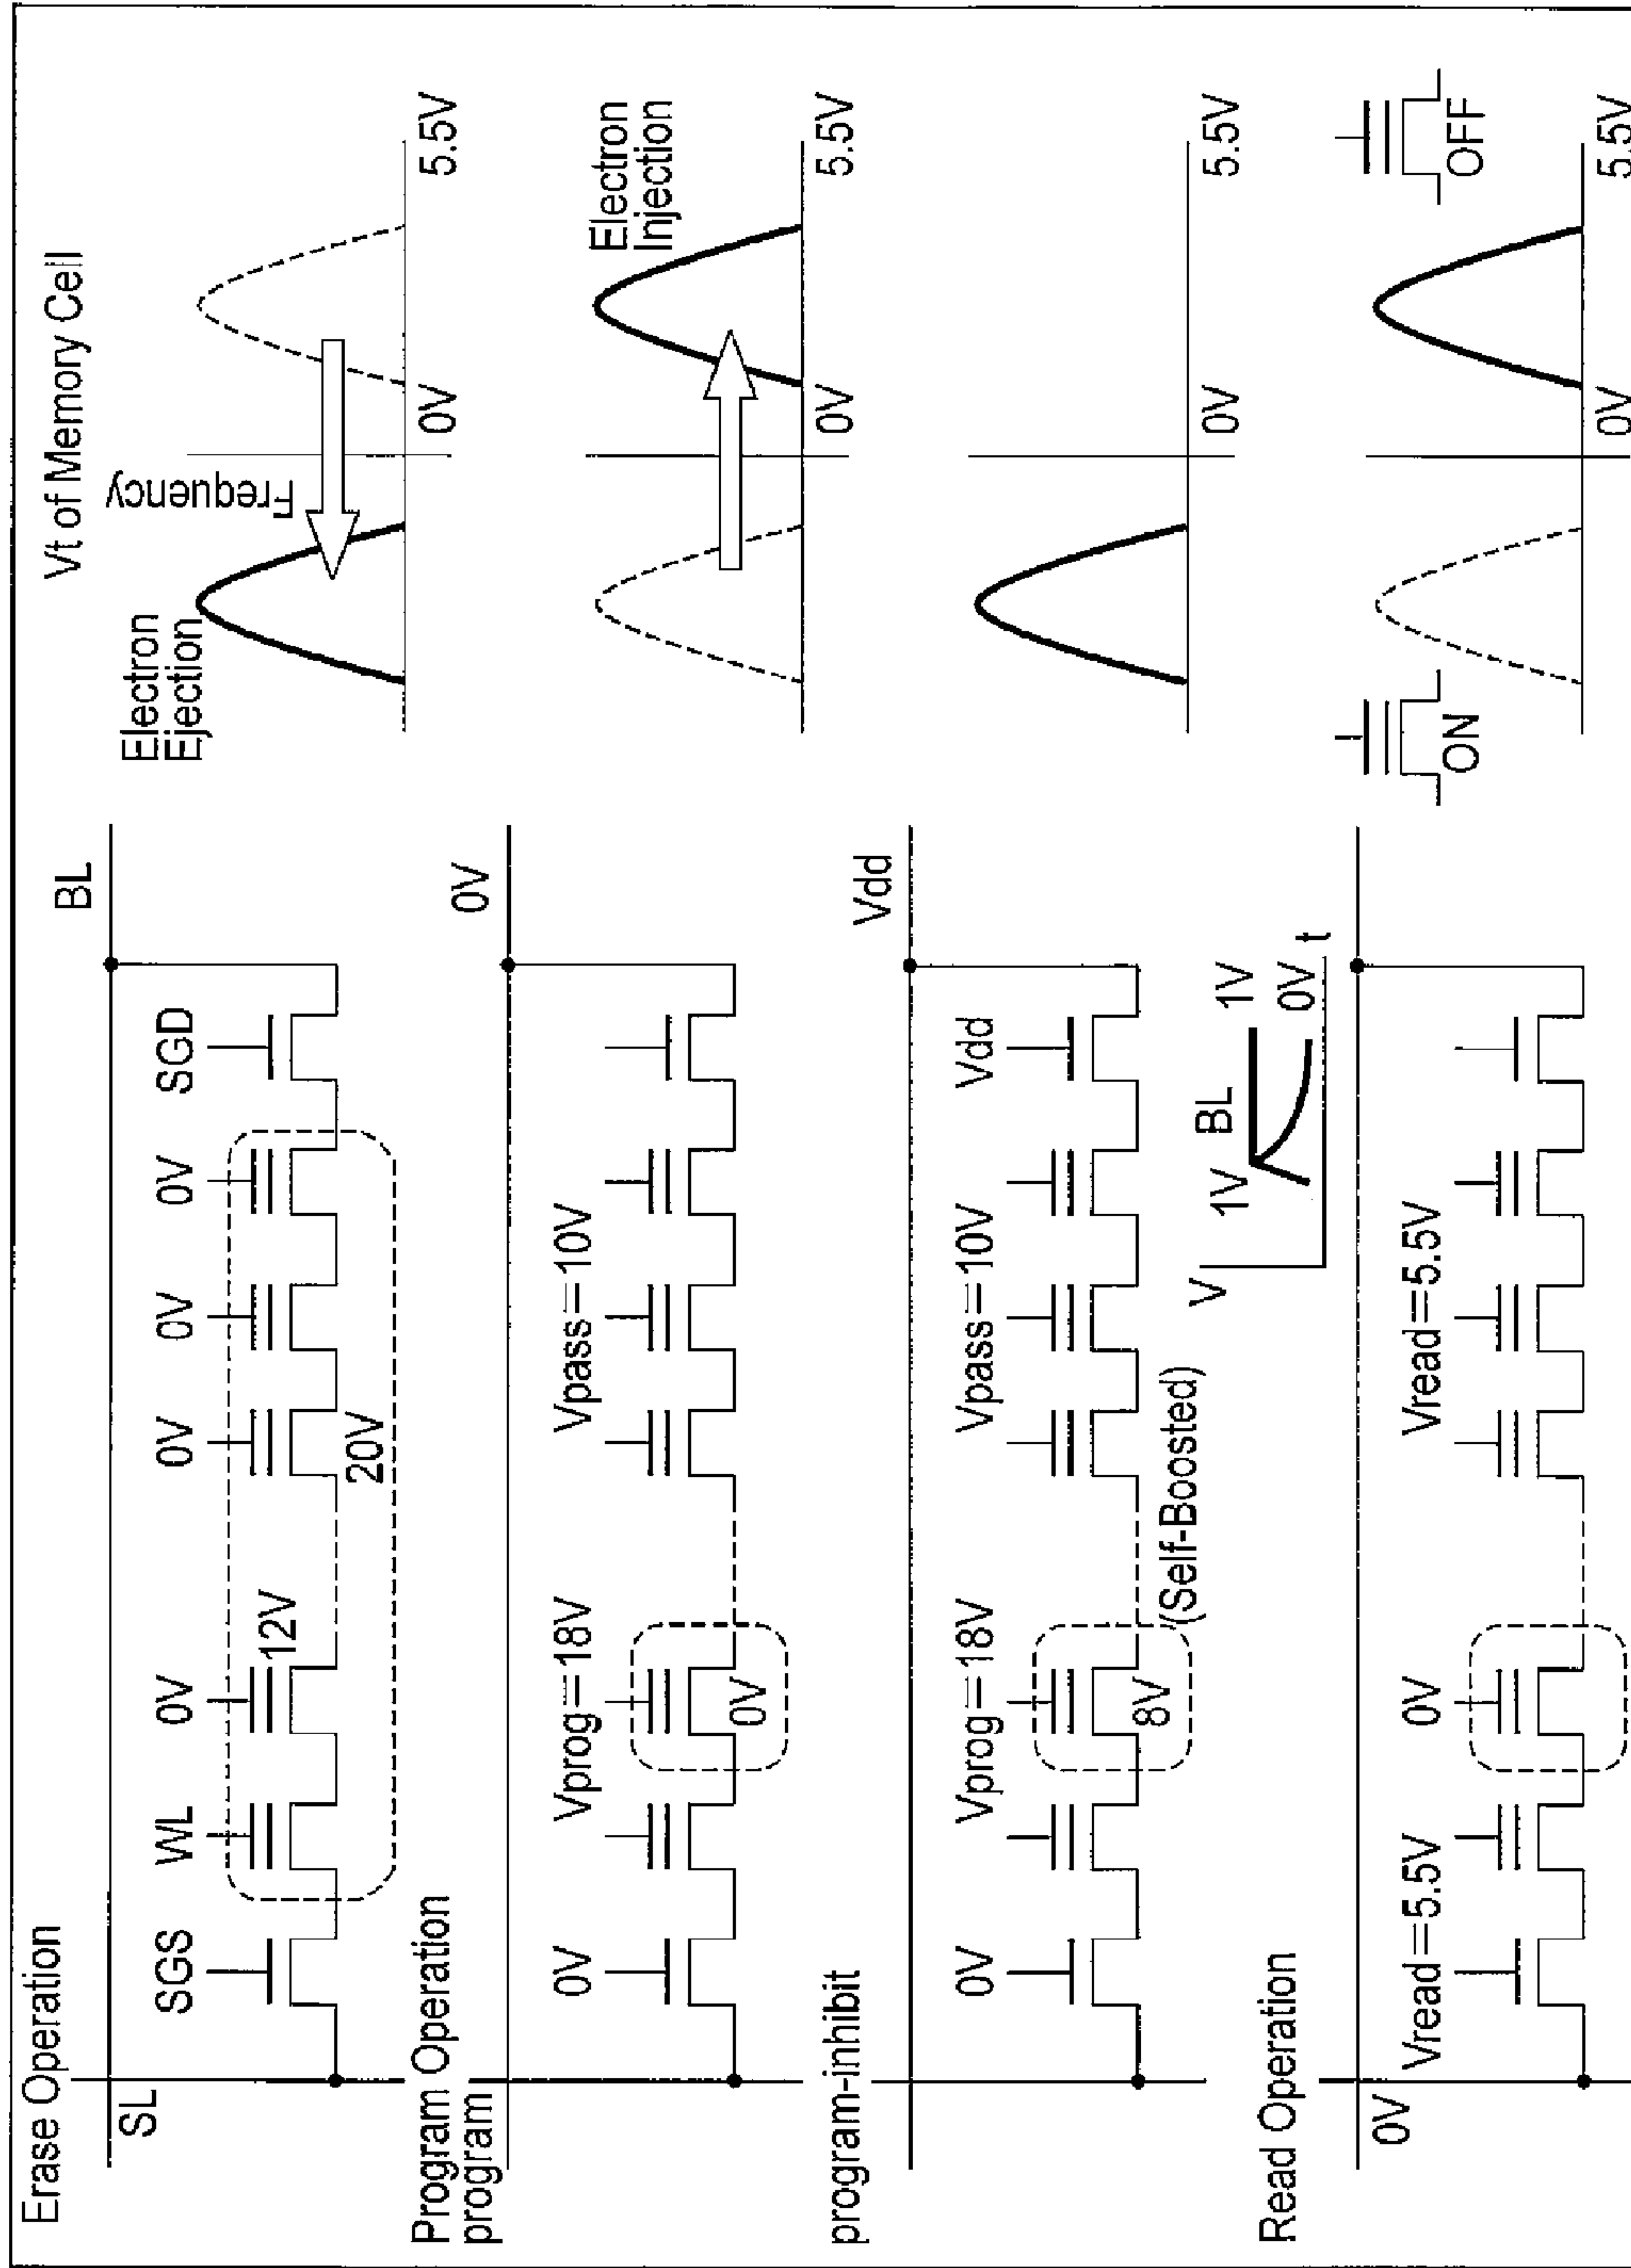 Erase Operation
SL
SGS
WL
0V
12V
0V
0V
0V
SGD
BL
20V
Vt of Memory Cell
Electron
Ejection
Frequency
0V
5.5V
Program Operation
program
0V
Vprog=18V
0V
Vpass=10V
0V
Electron
Injection
0V
5.5V
program-inhibit
0V
Vprog=18V
8V
(Self-Boosted)
Vpass=10V
Vdd
Vdd
0V
5.5V
V
1V
BL
1V
0V
t
Read Operation
0V
Vread=5.5V
0V
Vread=5.5V
ON
OFF
0V
5.5V